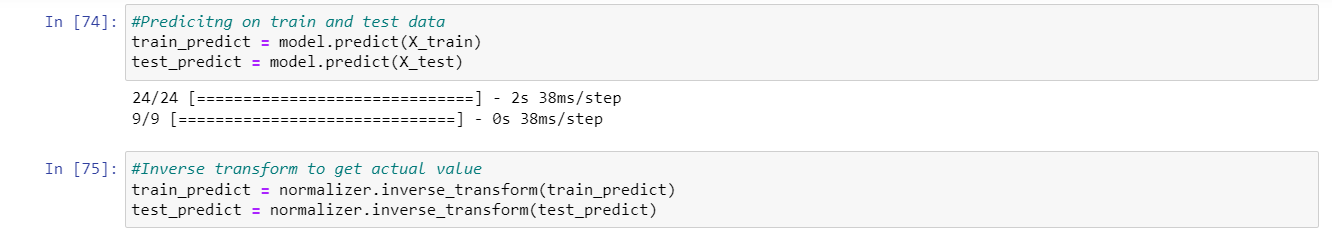 In [74]: #Predicitng on train and test data
train_predict = model.predict(X_train)
test_predict = model.predict(X_test)
24/24 [==============================] - 2s 38ms/step
9/9 [==============================] - 0s 38ms/step
In [75]: #Inverse transform to get actual value
train_predict = normalizer.inverse_transform(train_predict)
test_predict = normalizer.inverse_transform(test_predict)